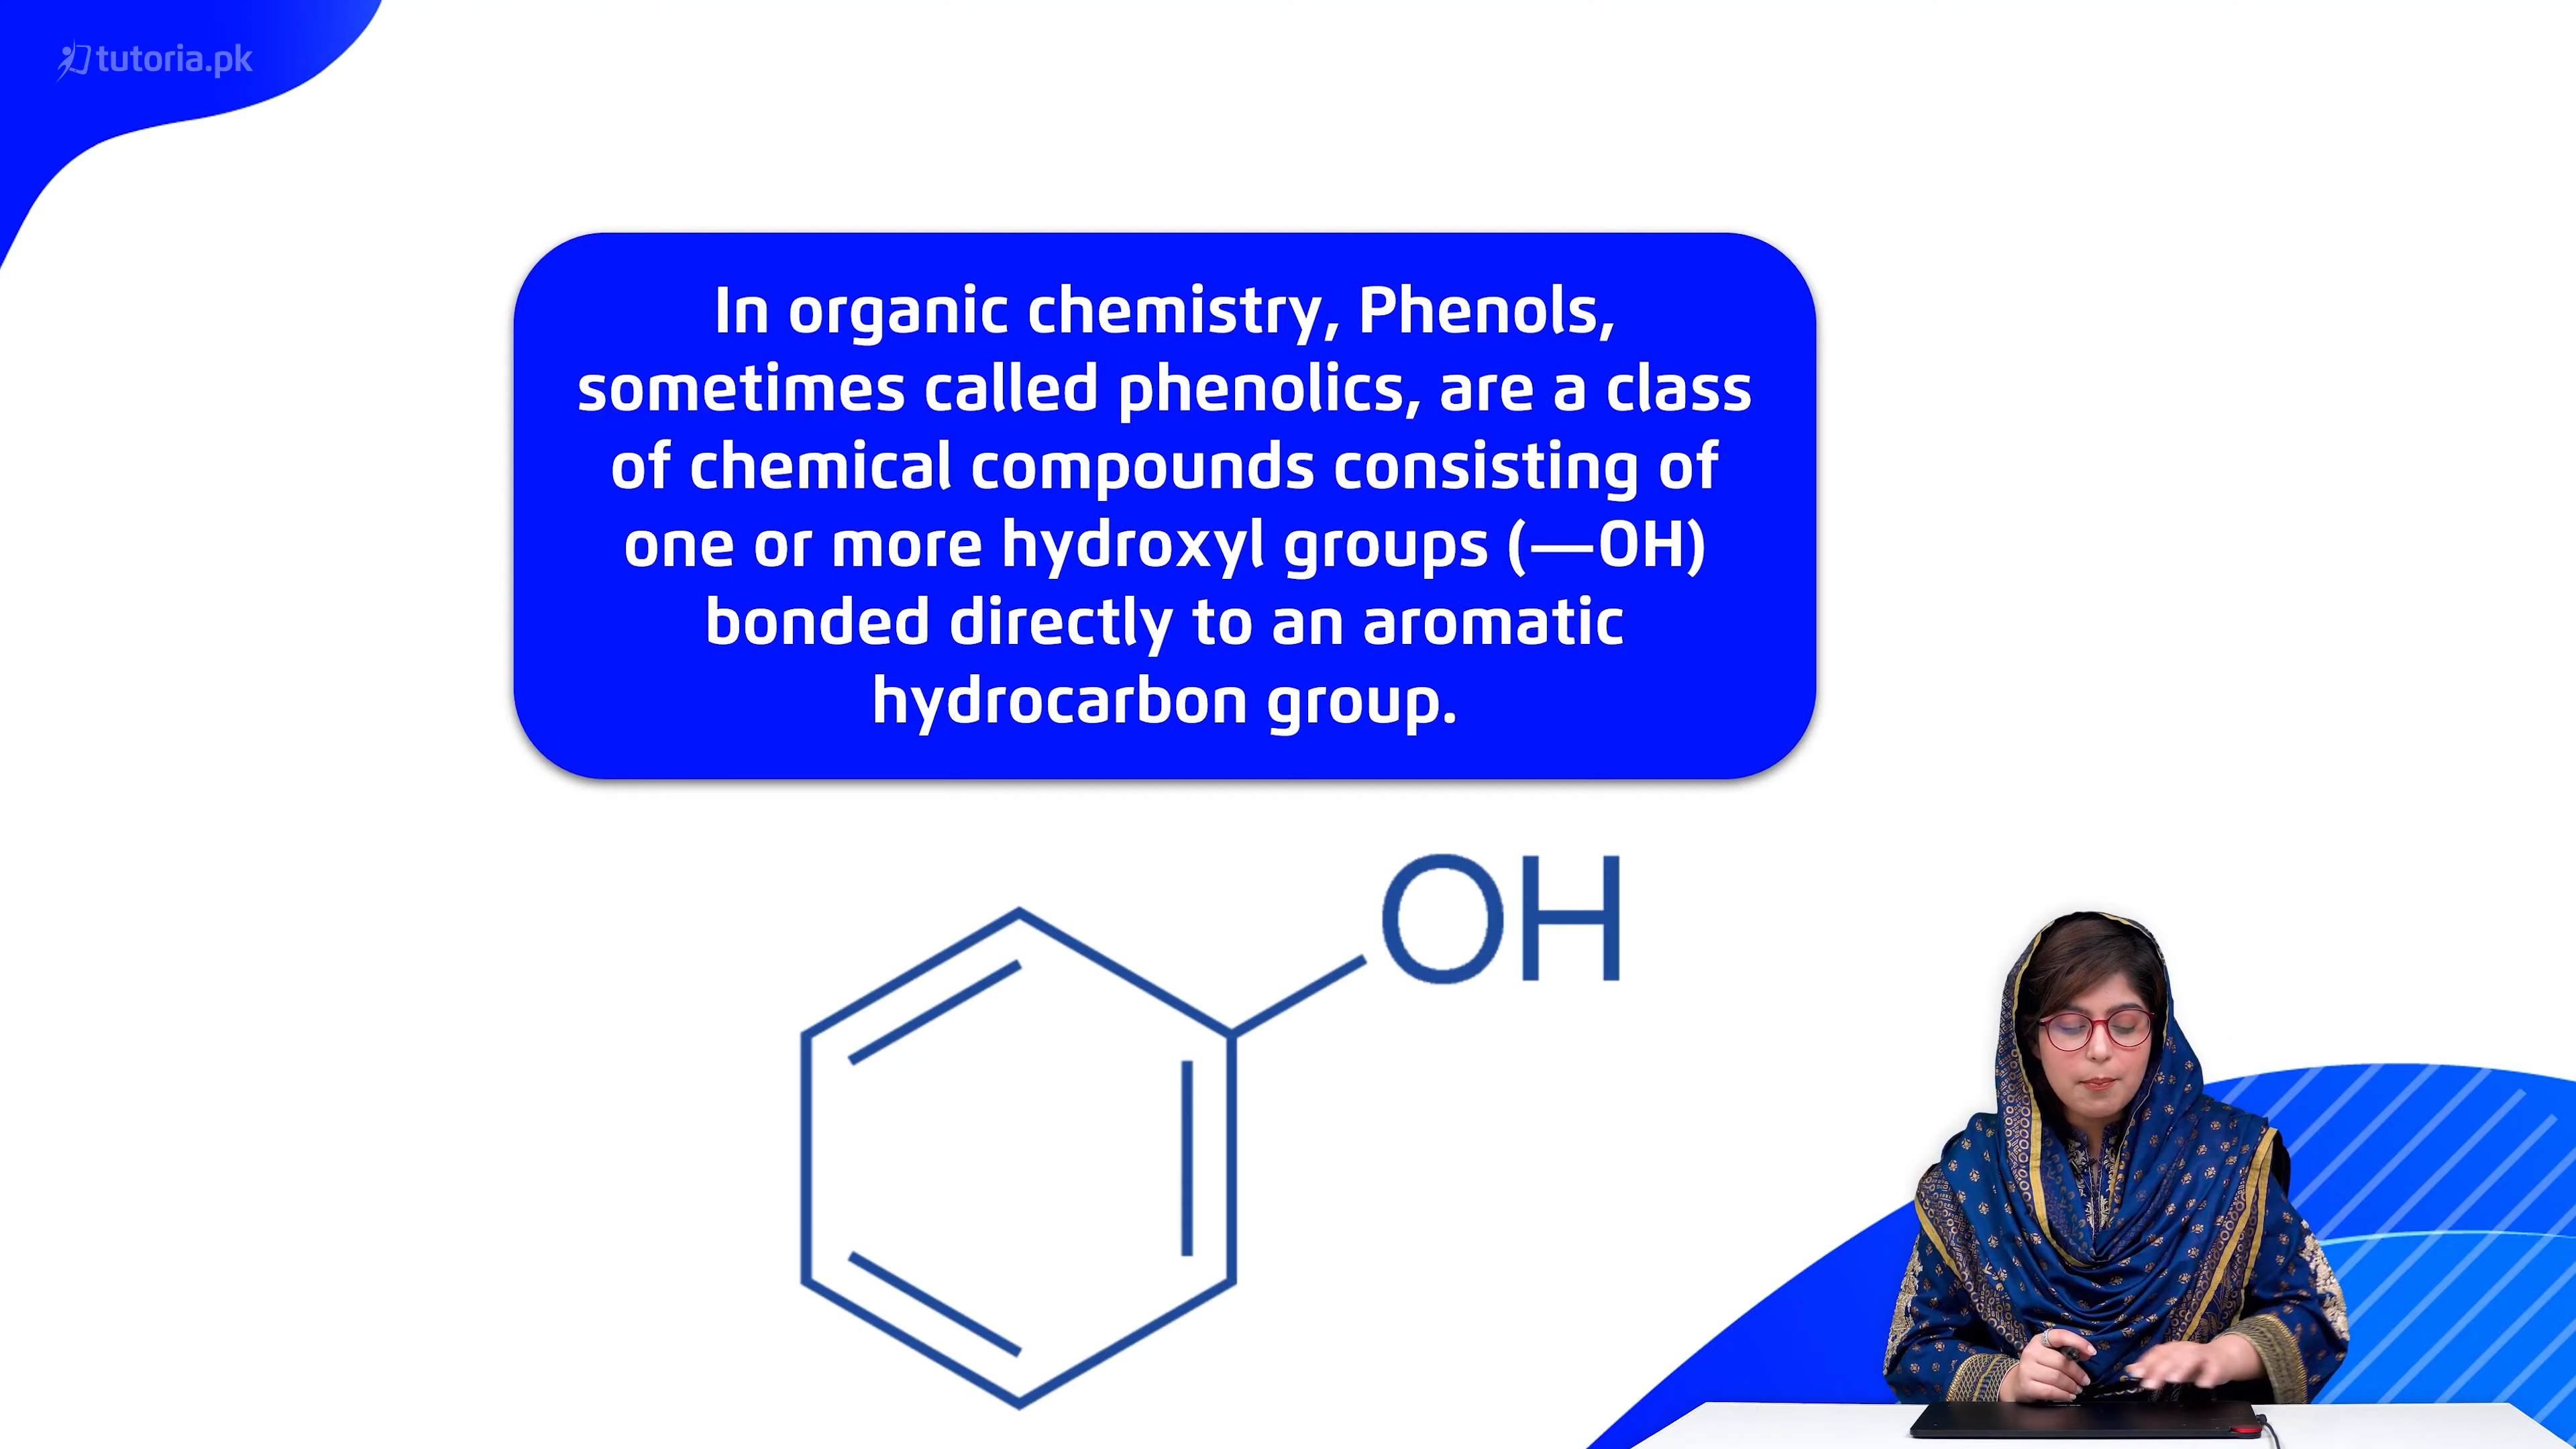 tutoria.pk
In organic chemistry, Phenols,
sometimes called phenolics, are a class
of chemical compounds consisting of
one or more hydroxyl groups (—OH)
bonded directly to an aromatic
hydrocarbon group.
OH